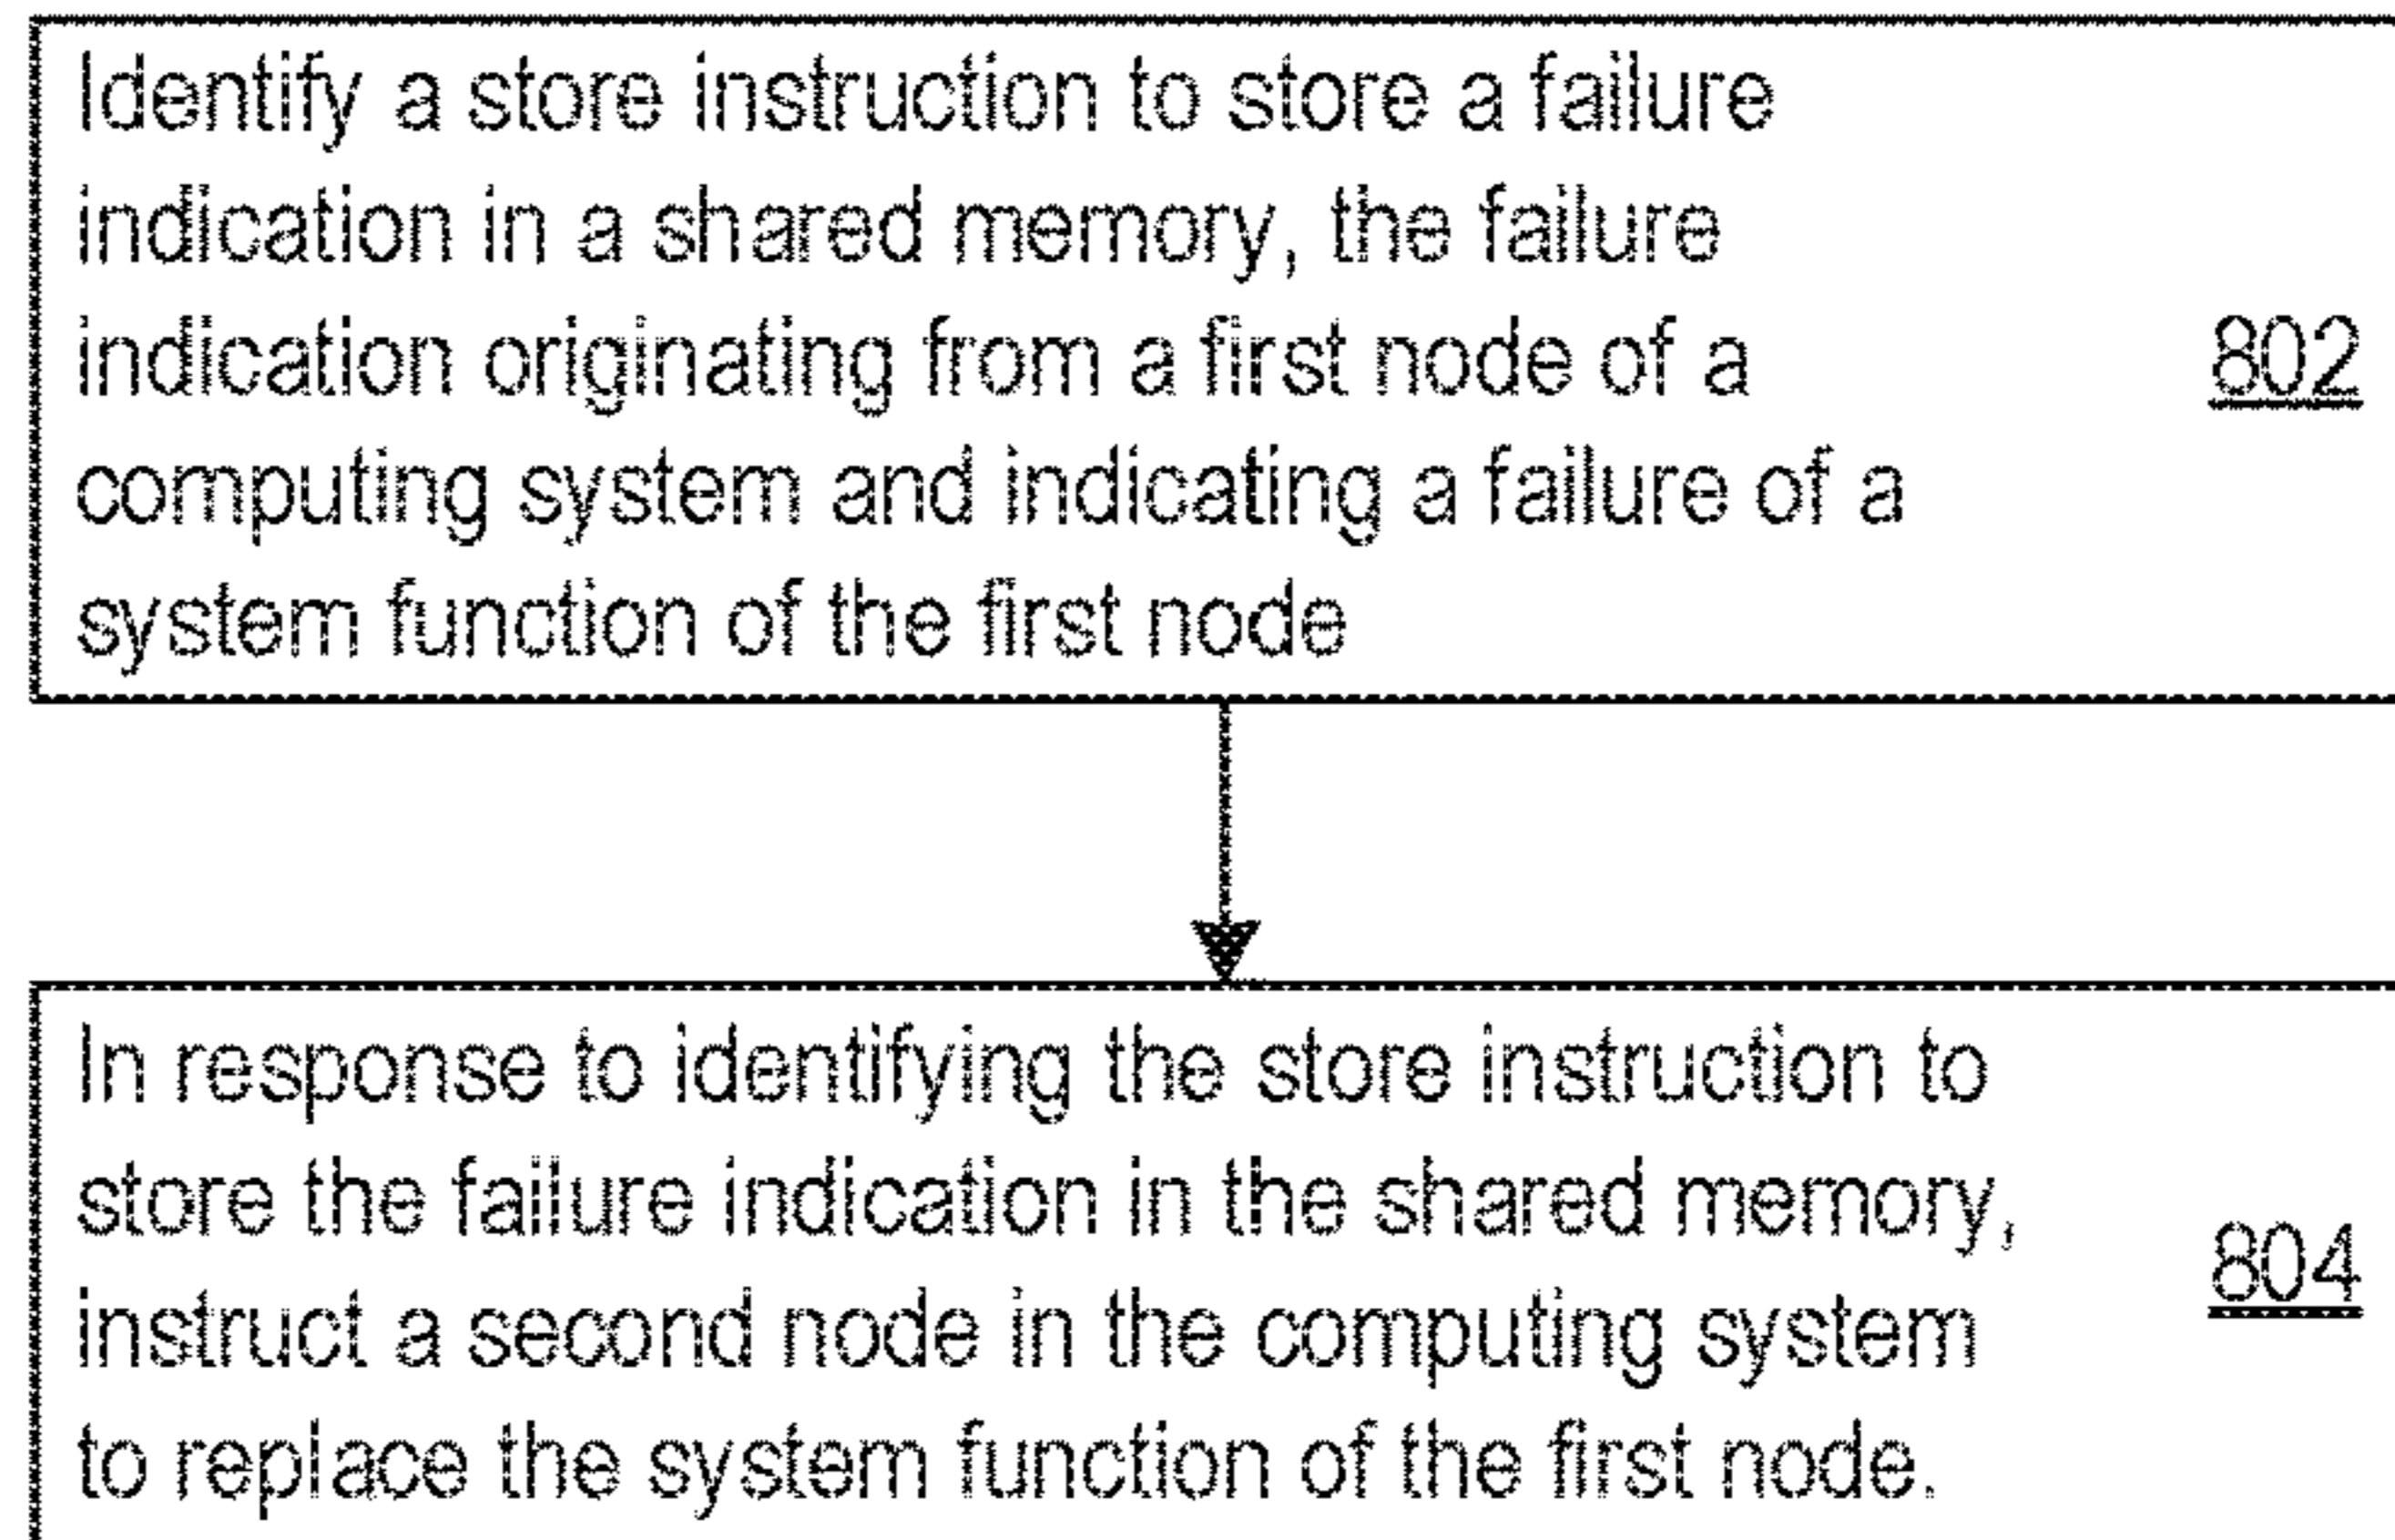 Identify a store instruction to store a failure
indication in a shared memory, the failure
indication originating from a first node of a
802
computing system and indicating a failure of a
system function of the first node
In response to identifying the store instruction to
store the failure indication in the shared memory,
804
instruct a second node in the computing system
to replace the system function of the first node.